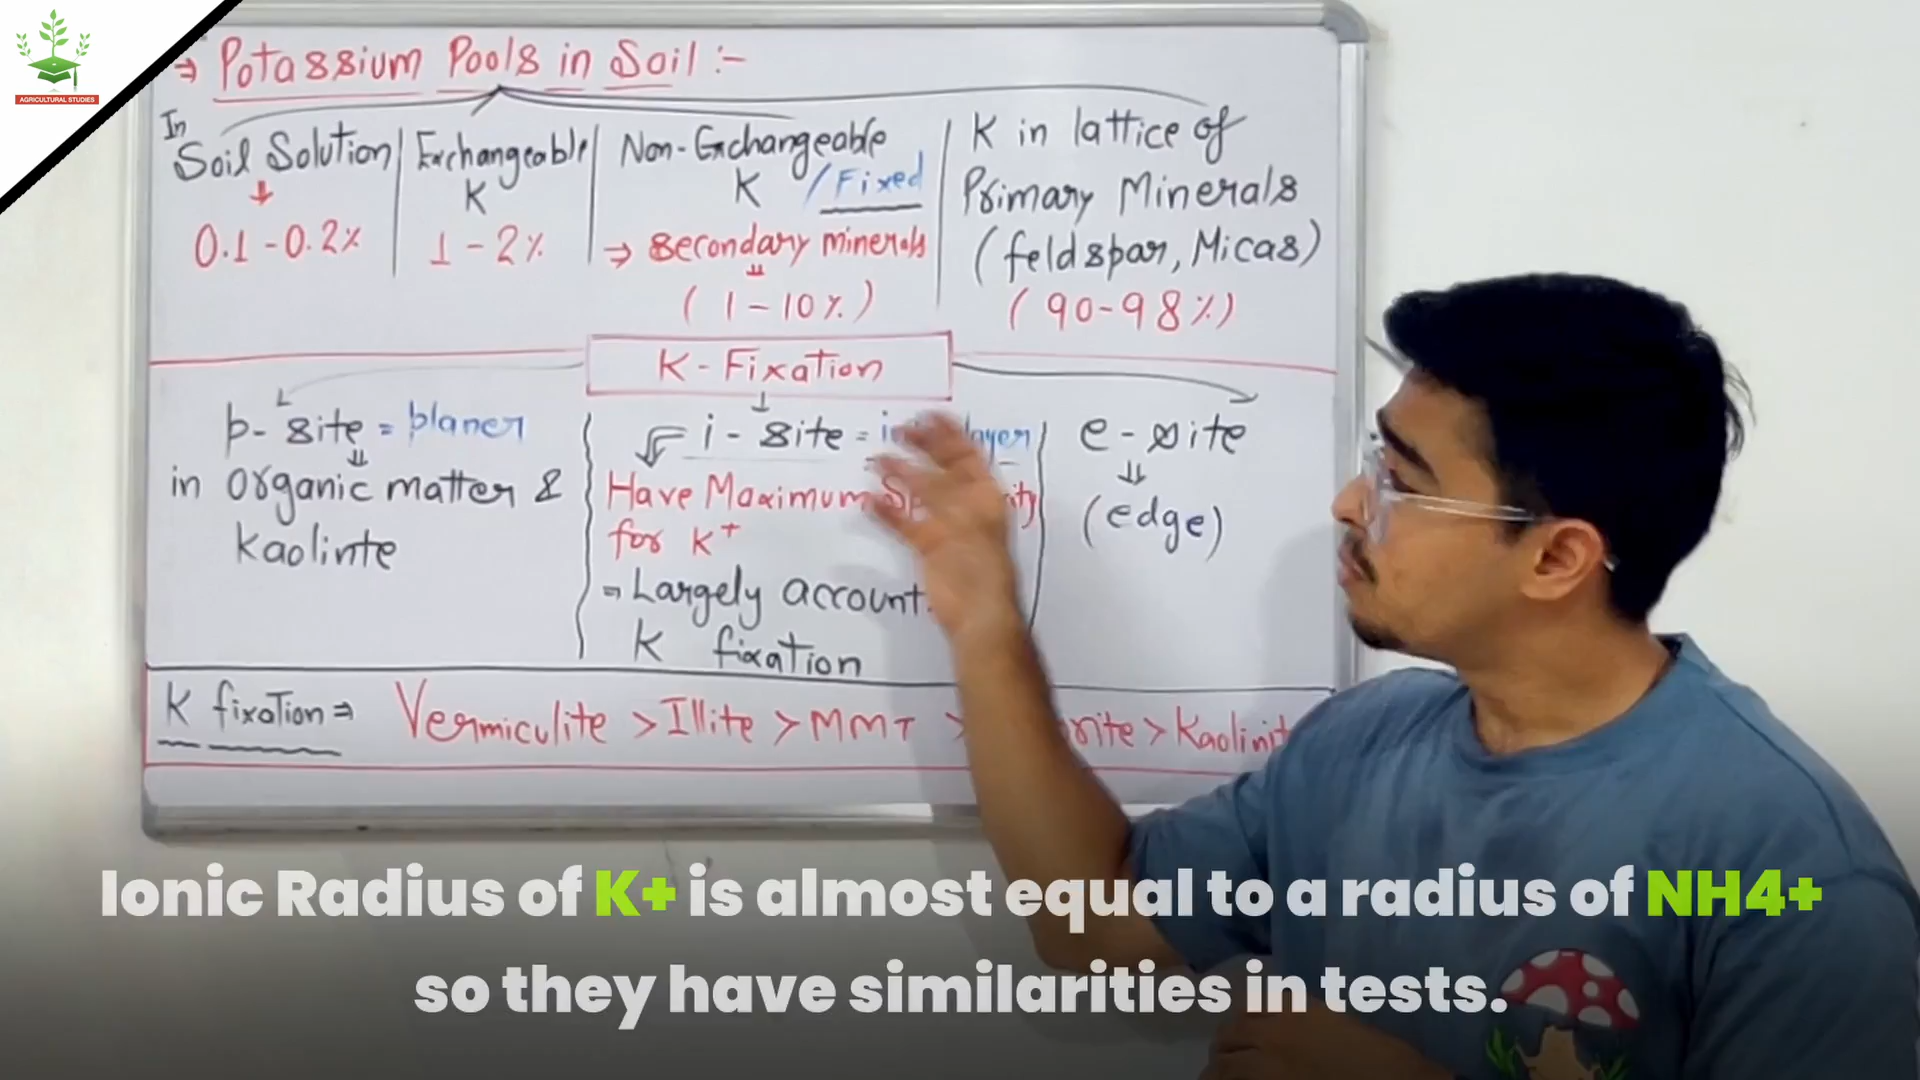 AGRICULTURAL STUDIES
⇒ Potassium Pools in Soil :-
In
Soil Solution
0.1 - 0.2%
Exchangeable
K
1 - 2%
Non-Exchangeable
K / Fixed
⇒ Secondary minerals
( 1 - 10% )
K in lattice of
Primary Minerals
(feldspar, Micas)
( 90-98% )
K - Fixation
p- site = planer
in organic matter &
Kaolinte
i - site =
Have Maximum
for K+
= Largely account
K fixation
e - site
(edge)
K fixation ⇒ Vermiculite > Illite > MMT > > Kaolinit
Ionic Radius of K+ is almost equal to a radius of NH4+
so they have similarities in tests.